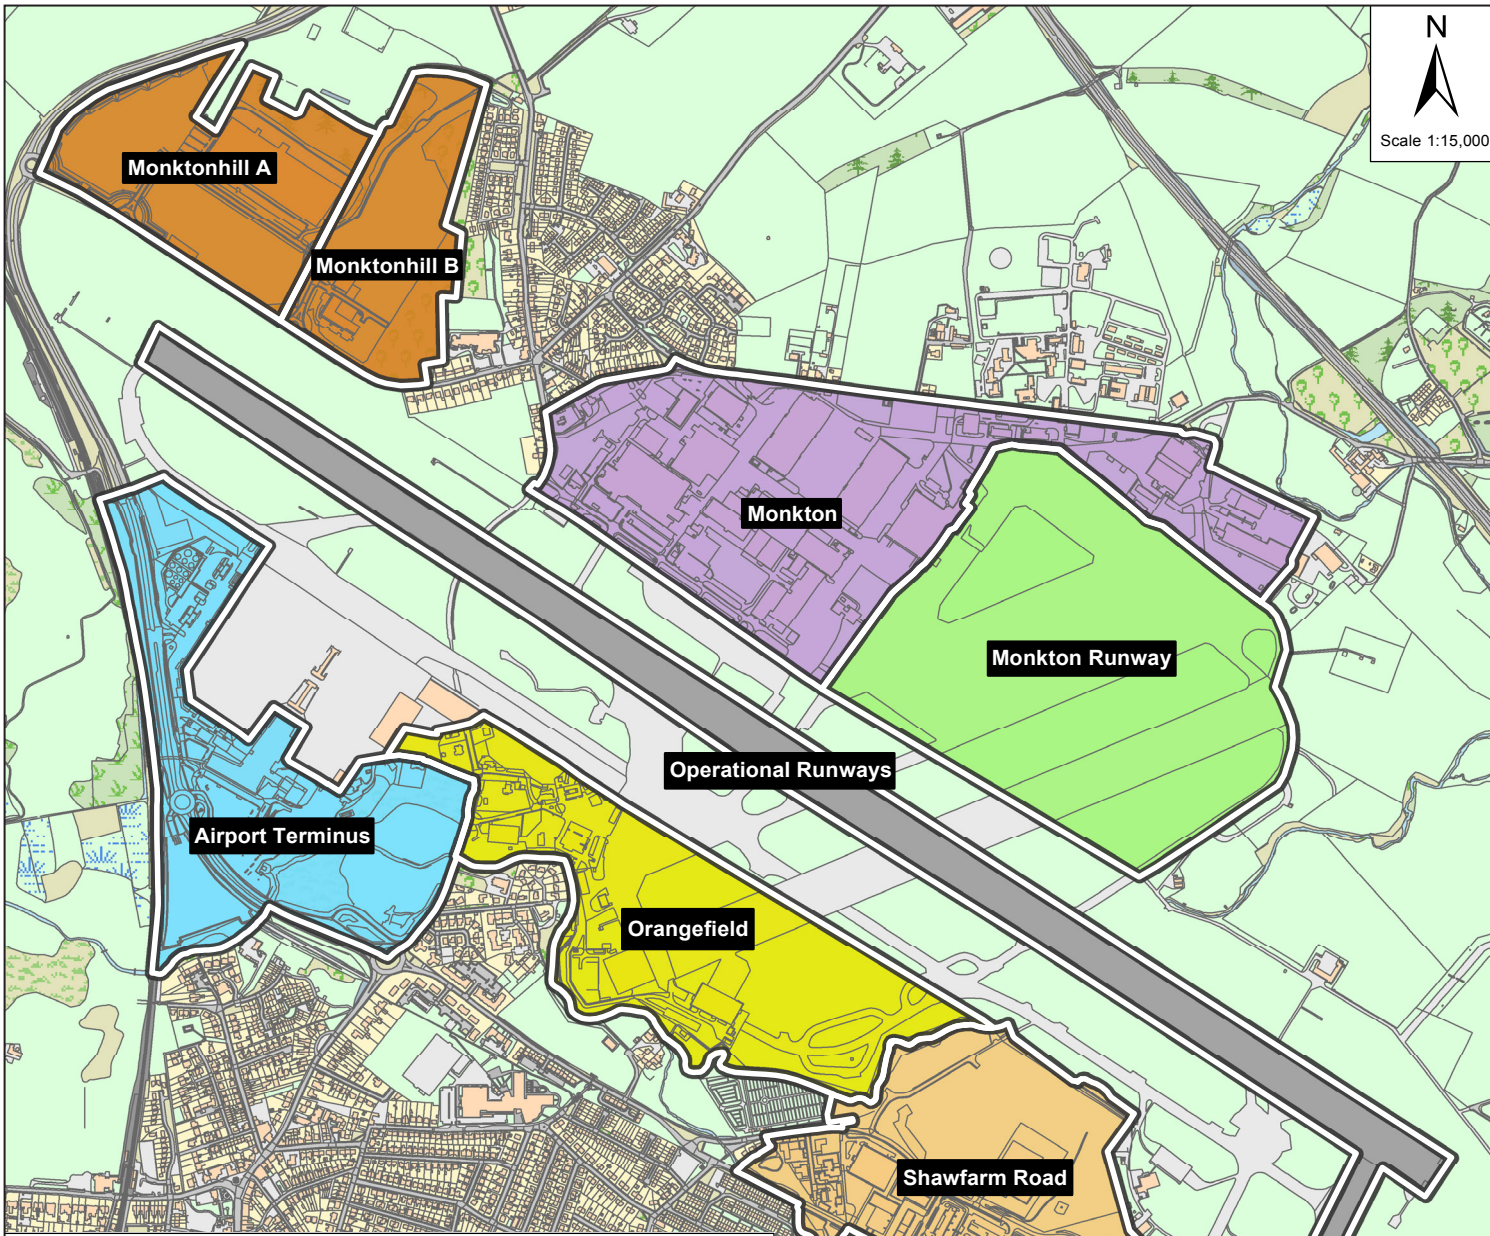 N
Scale 1:15,000
Monktonhill A
Monktonhill B
Monkton
Monkton Runway
Operational Runways
Airport Terminus
Orangefield
Shawfarm Road